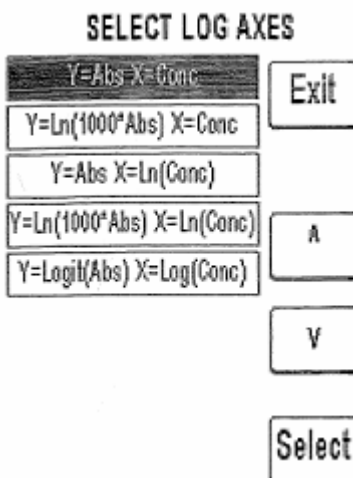 SELECT LOG AXES
Y=Abs X=Conc
Y=Ln(1000*Abs) X=Conc
Y=Abs X=Ln(Conc)
Y=Ln(1000*Abs) X=Ln(Conc)
Y=Logit(Abs) X=Log(Conc)
Exit
Λ
V
Select